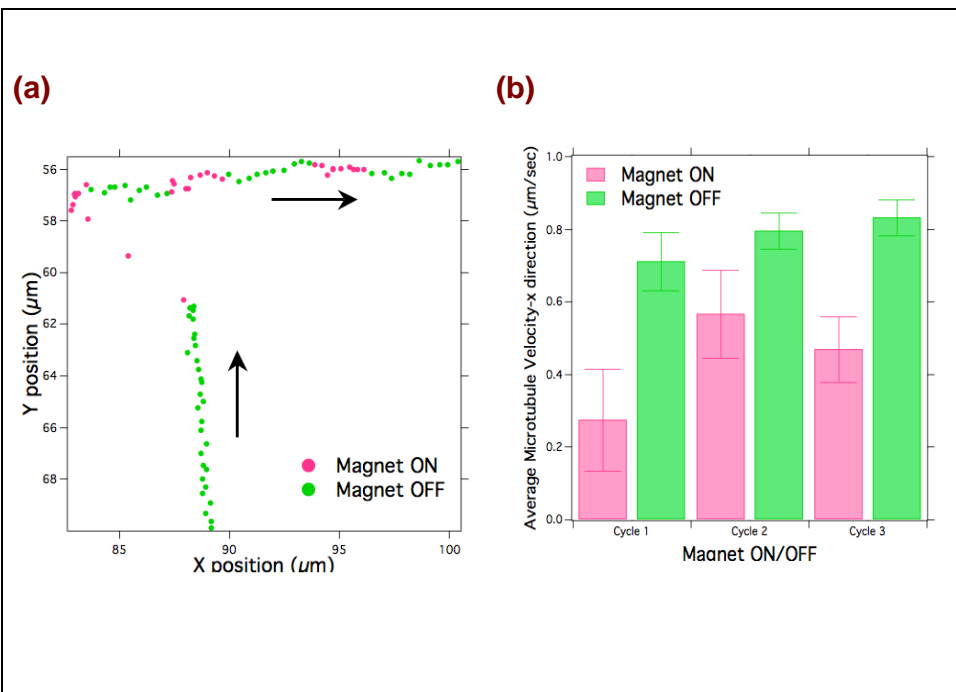 (a)
(b)
56
58
60
62
64
66
68
Y position (µm)
85
90
95
100
X position (µm)
Magnet ON
Magnet OFF
1.0
0.8
0.6
0.4
0.2
0.0
Average Microtubule Velocity-x direction (µm/sec)
Magnet ON
Magnet OFF
Cycle 1
Cycle 2
Cycle 3
Magnet ON/OFF